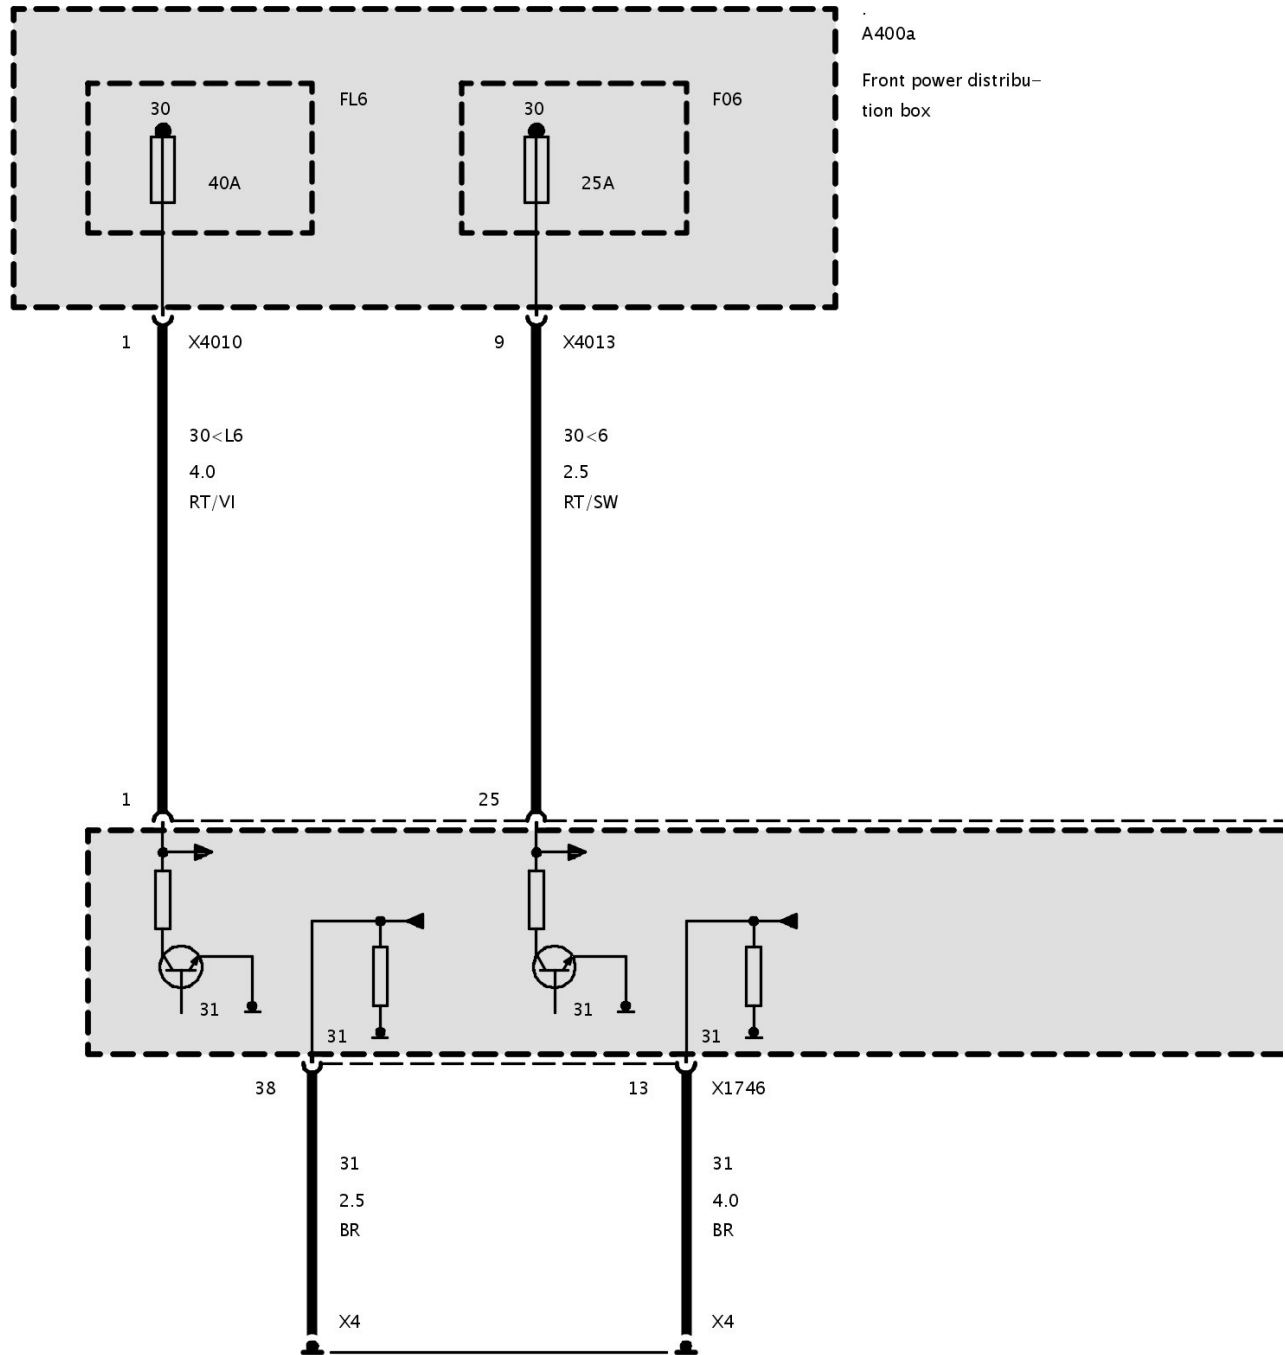 .
A400a
Front power distribu–
tion box
FL6
F06
30
30
40A
25A
1
X4010
9
X4013
30<L6
4.0
RT/VI
30<6
2.5
RT/SW
1
25
31
31
31
31
38
13
X1746
31
2.5
BR
31
4.0
BR
X4
X4